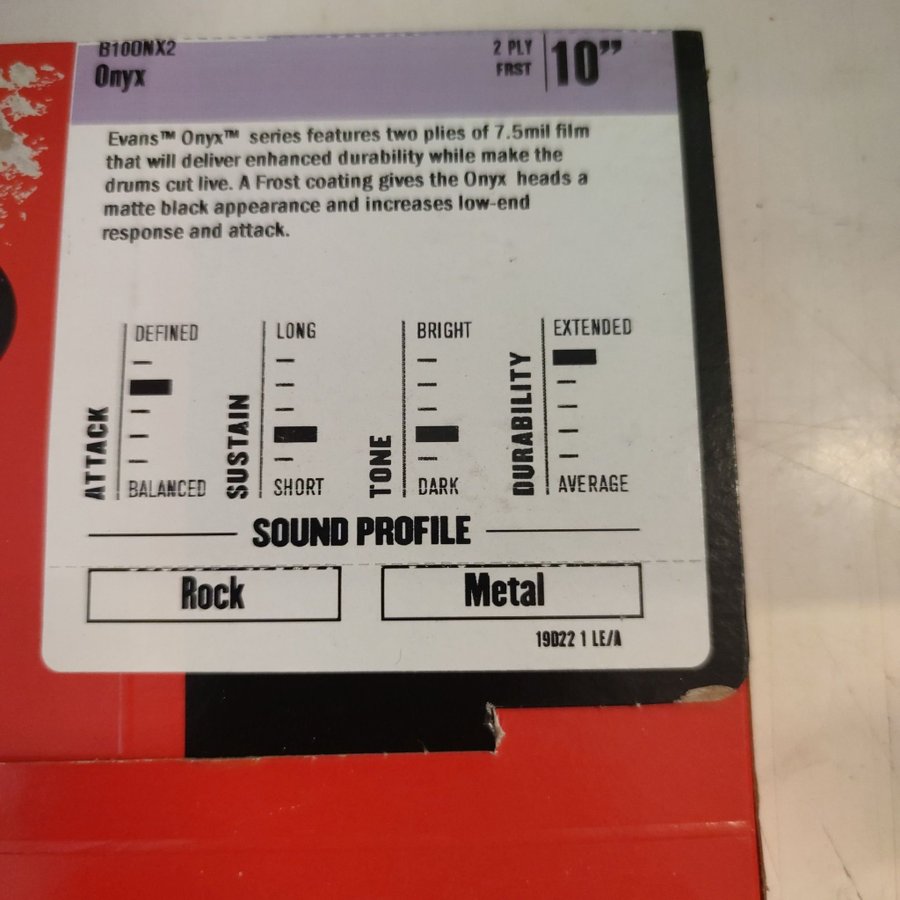 B10ONX2
Onyx
2 PLY
FRST
10”
Evans™ Onyx™ series features two plies of 7.5mil film
that will deliver enhanced durability while make the
drums cut live. A Frost coating gives the Onyx heads a
matte black appearance and increases low-end
response and attack.
ATTACK
DEFINED
BALANCED
SUSTAIN
LONG
SHORT
TONE
BRIGHT
DARK
DURABILITY
EXTENDED
AVERAGE
SOUND PROFILE
Rock
Metal
19D22 1 LE/A